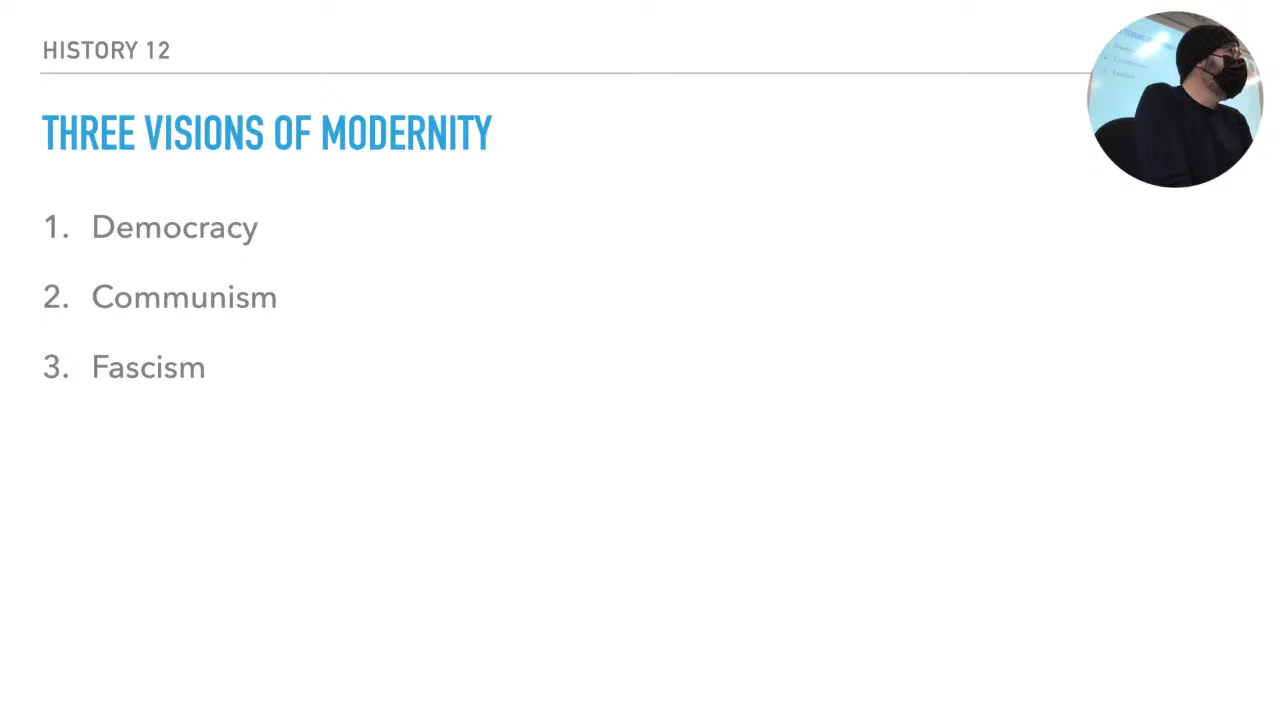 HISTORY 12
THREE VISIONS OF MODERNITY
1. Democracy
2. Communism
3. Fascism